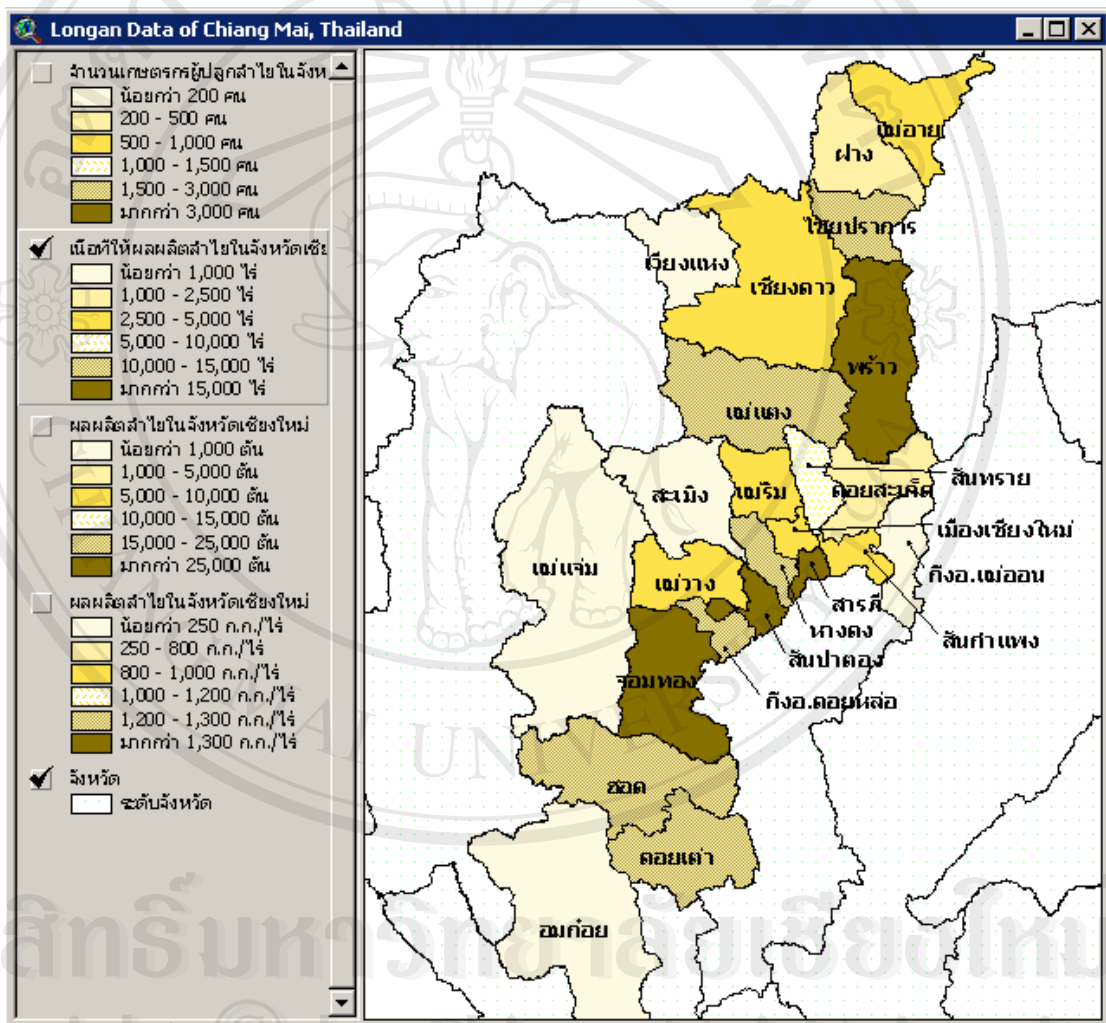 Longan Data of Chiang Mai, Thailand
จำนวนเกษตรกรผู้ปลูกลำไยในจังห
น้อยกว่า 200 คน
200 - 500 คน
500 - 1,000 คน
1,000 - 1,500 คน
1,500 - 3,000 คน
มากกว่า 3,000 คน
เนื้อที่ให้ผลผลิตลำไยในจังหวัดเชีย
น้อยกว่า 1,000 ไร่
1,000 - 2,500 ไร่
2,500 - 5,000 ไร่
5,000 - 10,000 ไร่
10,000 - 15,000 ไร่
มากกว่า 15,000 ไร่
ผลผลิตลำไยในจังหวัดเชียงใหม่
น้อยกว่า 1,000 ตัน
1,000 - 5,000 ตัน
5,000 - 10,000 ตัน
10,000 - 15,000 ตัน
15,000 - 25,000 ตัน
มากกว่า 25,000 ตัน
ผลผลิตลำไยในจังหวัดเชียงใหม่
น้อยกว่า 250 ก.ก./ไร่
250 - 800 ก.ก./ไร่
800 - 1,000 ก.ก./ไร่
1,000 - 1,200 ก.ก./ไร่
1,200 - 1,300 ก.ก./ไร่
มากกว่า 1,300 ก.ก./ไร่
จังหวัด
ระดับจังหวัด
แม่อาย
ฝาง
ไชยปราการ
เวียงแหง
เชียงดาว
พร้าว
แม่แตง
สันทราย
สะเมิง
แม่ริม
ดอยสะเก็ด
เมืองเชียงใหม่
แม่แจ่ม
แม่วาง
กิ่งอ.แม่ออน
สารภี
หางดง
สันกำแพง
สันป่าตอง
จอมทอง
กิ่งอ.ดอยหล่อ
ฮอด
ดอยเต่า
อมก๋อย
UNIVERSITY
สิทธิ์มหาวิทยาลัยเชียงใหม่